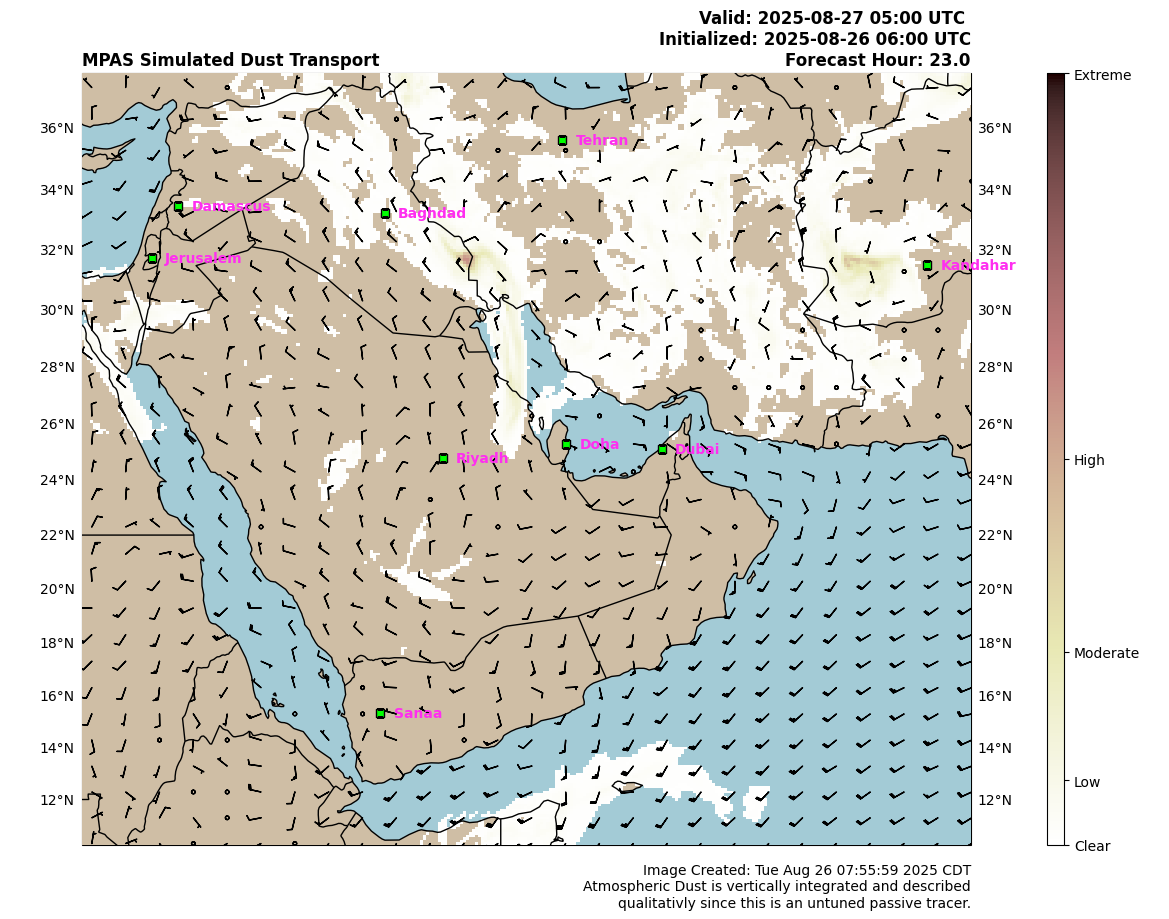 Valid: 2025-08-27 05:00 UTC
Initialized: 2025-08-26 06:00 UTC
MPAS Simulated Dust Transport
Forecast Hour: 23.0
Extreme
High
Moderate
Low
Clear
36°N
34°N
32°N
30°N
28°N
26°N
24°N
22°N
20°N
18°N
16°N
14°N
12°N
36°N
34°N
32°N
30°N
28°N
26°N
24°N
22°N
20°N
18°N
16°N
14°N
12°N
Tehran
Damascus
Baghdad
Jerusalem
Kandahar
Doha
Dubai
Riyadh
Sanaa
Image Created: Tue Aug 26 07:55:59 2025 CDT
Atmospheric Dust is vertically integrated and described
qualitativly since this is an untuned passive tracer.